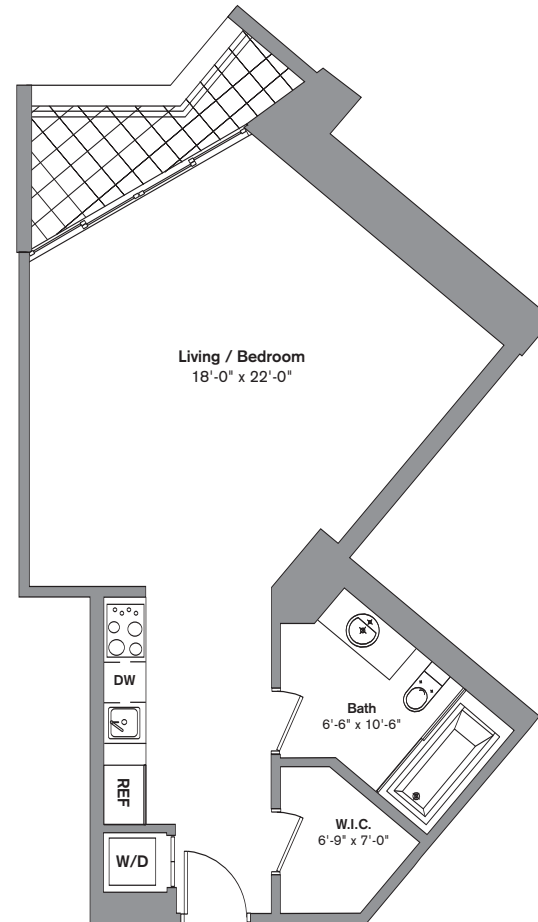 Living / Bedroom
18'-0" x 22'-0"
DW
Bath
6'-6" x 10'-6"
REF
W.I.C.
6'-9" x 7'-0"
W/D